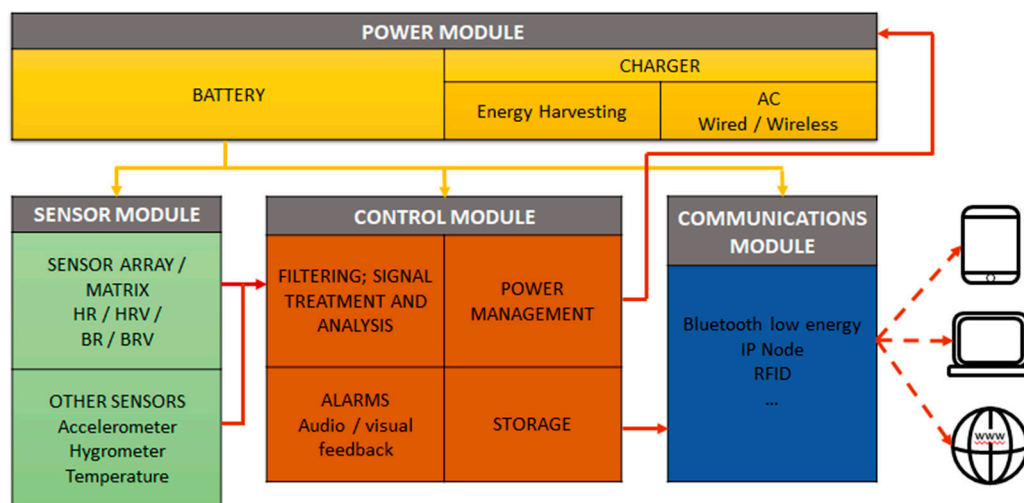 POWER MODULE
BATTERY
CHARGER
Energy Harvesting
AC
Wired / Wireless
SENSOR MODULE
SENSOR ARRAY /
MATRIX
HR / HRV /
BR / BRV
OTHER SENSORS
Accelerometer
Hygrometer
Temperature
CONTROL MODULE
FILTERING; SIGNAL
TREATMENT AND
ANALYSIS
POWER
MANAGEMENT
ALARMS
Audio / visual
feedback
STORAGE
COMMUNICATIONS
MODULE
Bluetooth low energy
IP Node
RFID
...
www